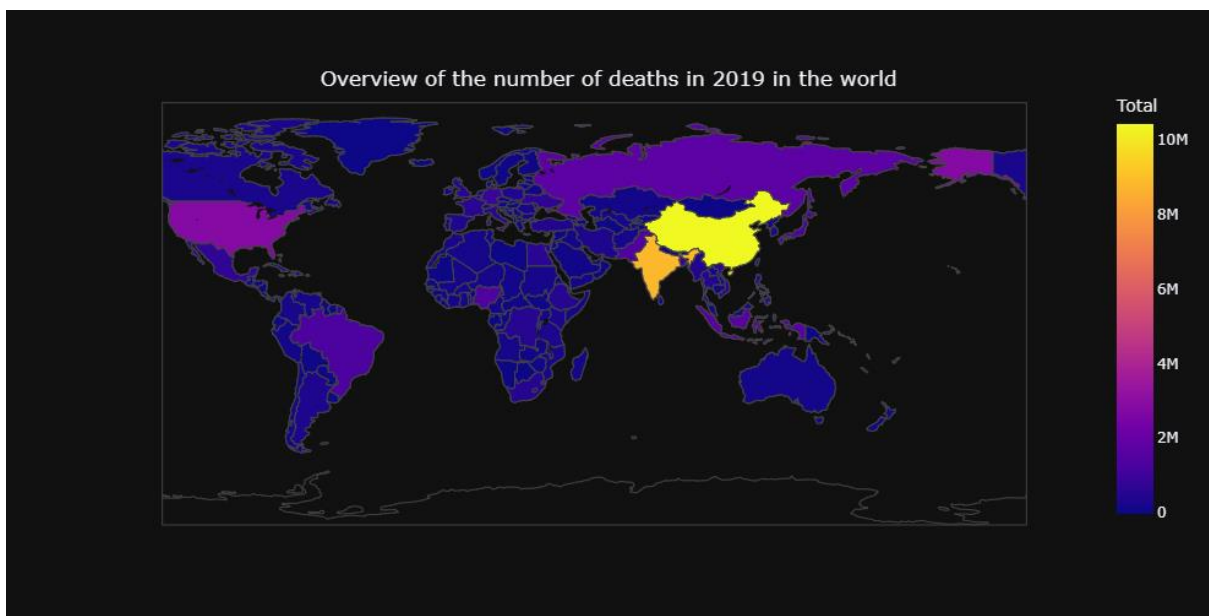 Overview of the number of deaths in 2019 in the world
Total
10M
8M
6M
4M
2M
0